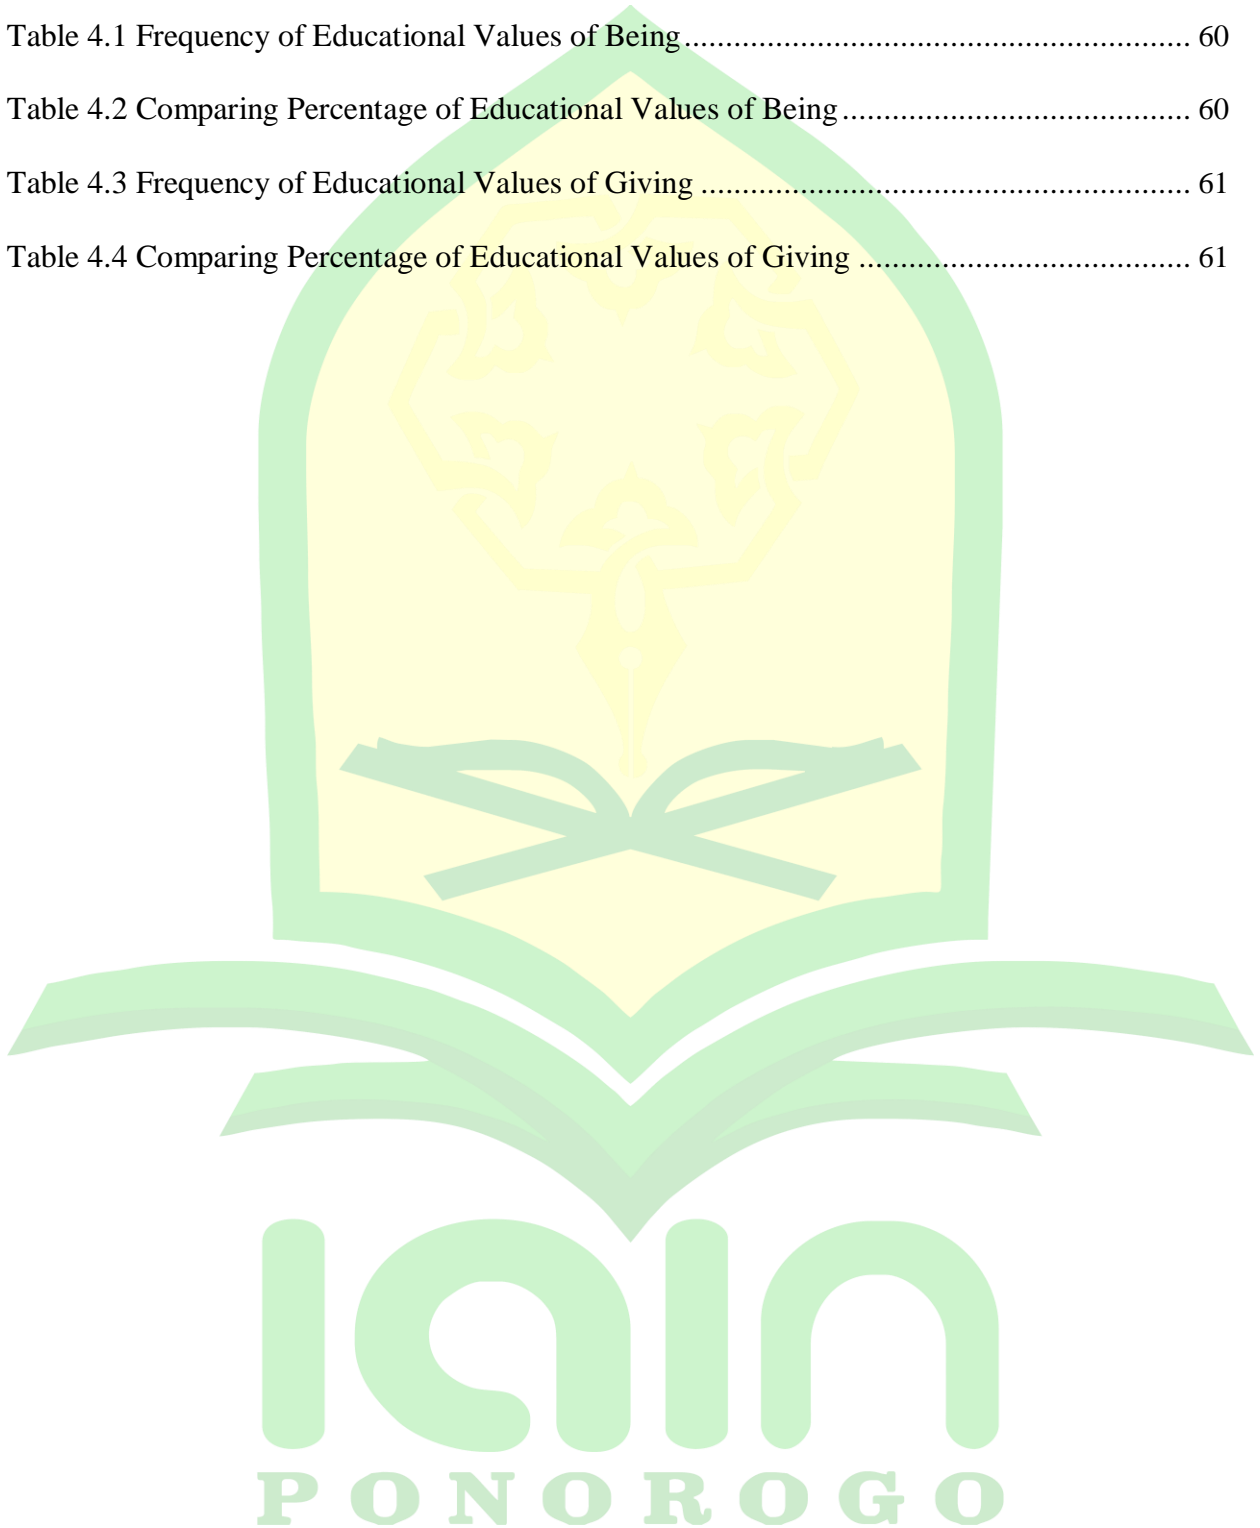 Table 4.1 Frequency of Educational Values of Being.............................................................. 60
Table 4.2 Comparing Percentage of Educational Values of Being.......................................... 60
Table 4.3 Frequency of Educational Values of Giving ........................................................... 61
Table 4.4 Comparing Percentage of Educational Values of Giving ........................................ 61
iain
PONOROGO